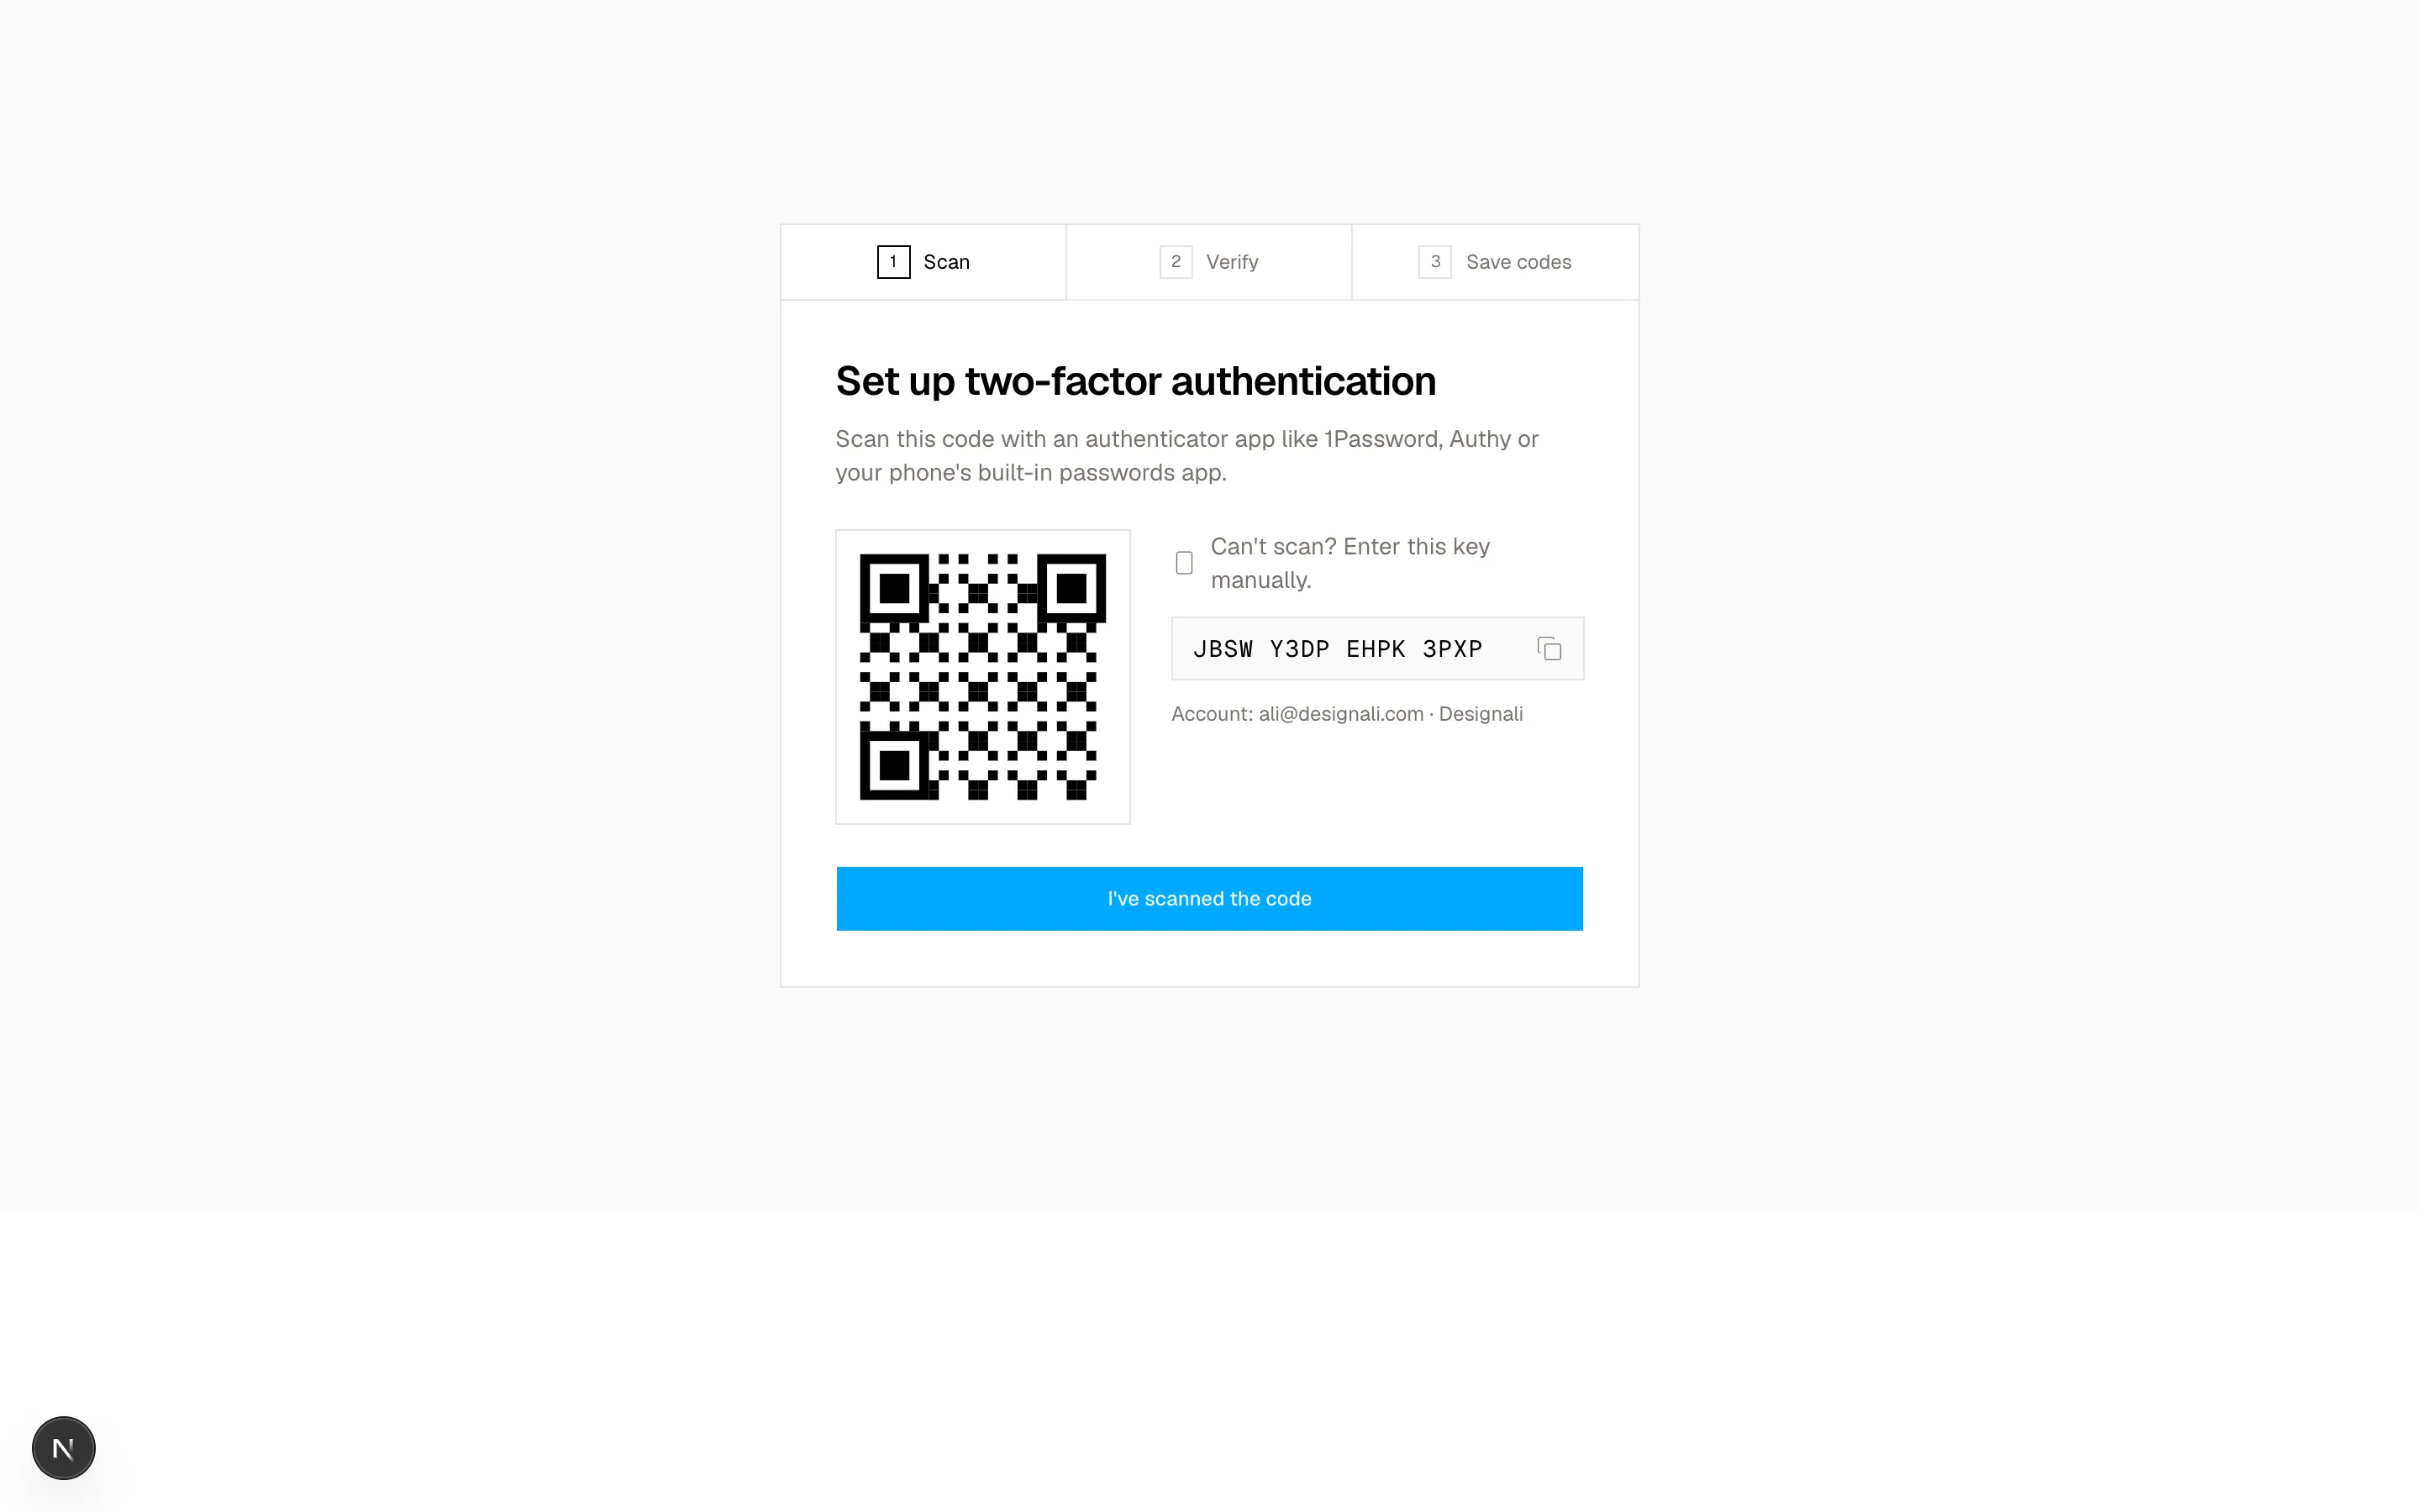 1 Scan
2 Verify
3 Save codes
Set up two-factor authentication
Scan this code with an authenticator app like 1Password, Authy or
your phone's built-in passwords app.
Can't scan? Enter this key
manually.
JBSW Y3DP EHPK 3PXP
Account: ali@designali.com · Designali
I've scanned the code
N